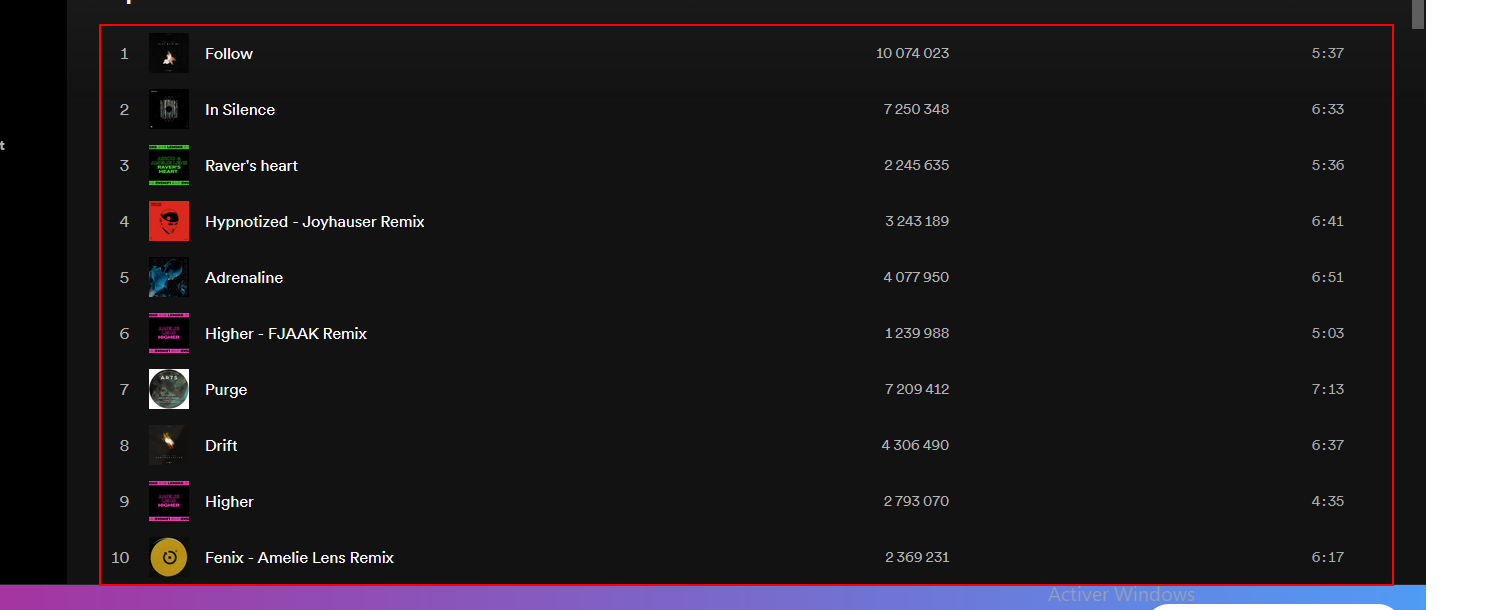 1 Follow 10 074 023 5:37
2 In Silence 7 250 348 6:33
3 Raver's heart 2 245 635 5:36
4 Hypnotized - Joyhauser Remix 3 243 189 6:41
5 Adrenaline 4 077 950 6:51
6 Higher - FJAAK Remix 1 239 988 5:03
7 Purge 7 209 412 7:13
8 Drift 4 306 490 6:37
9 Higher 2 793 070 4:35
10 Fenix - Amelie Lens Remix 2 369 231 6:17
Activer Windows